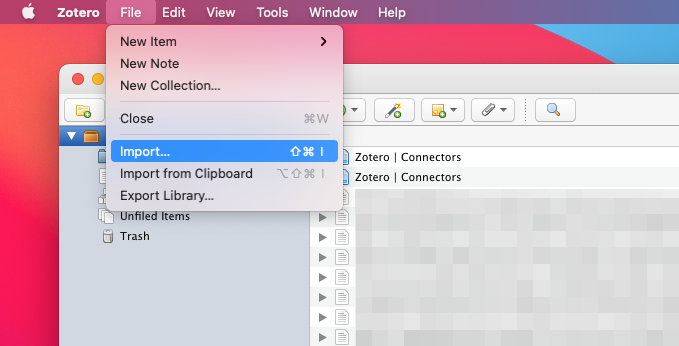 Zotero File Edit View Tools Window Help
New Item
New Note
New Collection...
Close ⌘W
Import... ⇧⌘ I
Import from Clipboard ⌥⇧⌘ I
Export Library...
Zotero | Connectors
Zotero | Connectors
Unfiled Items
Trash